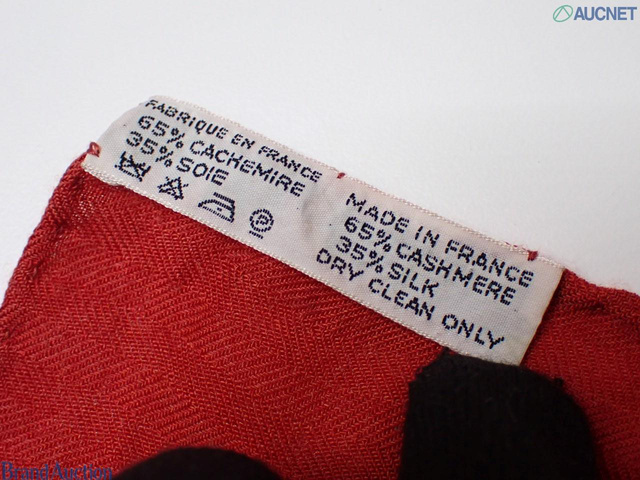 AUCNET
FABRIQUE EN FRANCE
65% CACHEMIRE
35% SOIE
P
MADE IN FRANCE
65% CASHMERE
35% SILK
DRY CLEAN ONLY
Brand Auction